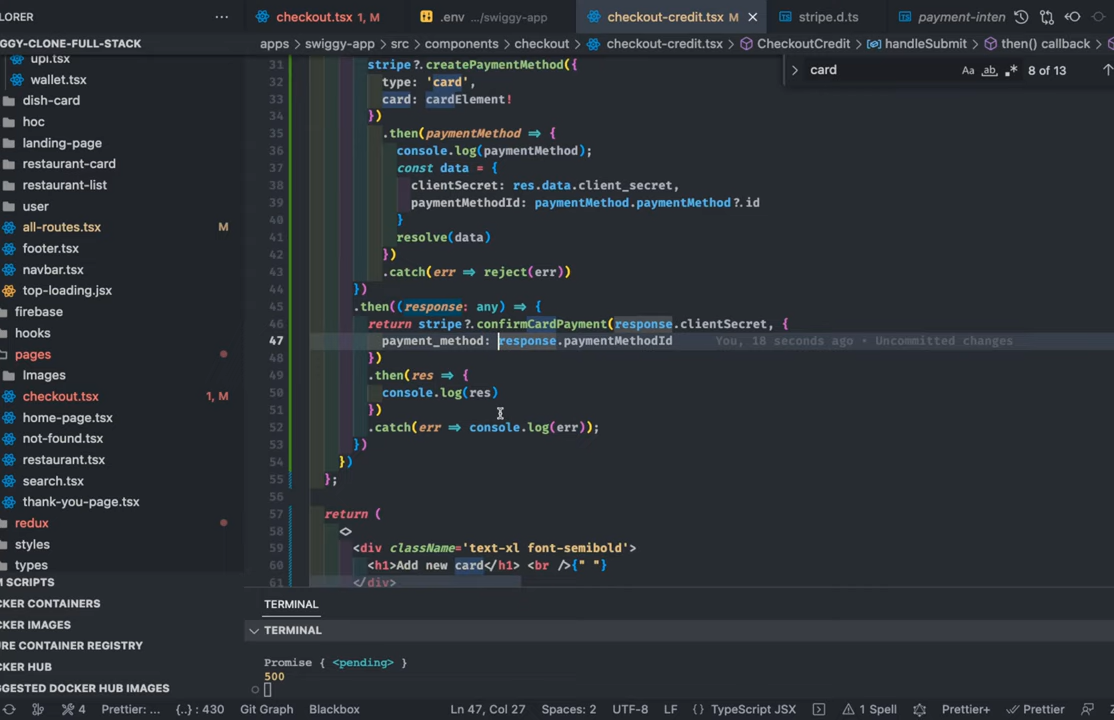 LORER ...
checkout.tsx 1, M
.env .../swiggy-app
checkout-credit.tsx M
stripe.d.ts
payment-inten
GGY-CLONE-FULL-STACK
apps › swiggy-app › src › components › checkout › checkout-credit.tsx › CheckoutCredit › handleSubmit › then() callback
card
Aa ab .* 8 of 13
upi.tsx
wallet.tsx
dish-card
hoc
landing-page
restaurant-card
restaurant-list
user
all-routes.tsx M
footer.tsx
navbar.tsx
top-loading.jsx
firebase
hooks
pages
Images
checkout.tsx 1, M
home-page.tsx
not-found.tsx
restaurant.tsx
search.tsx
thank-you-page.tsx
redux
styles
types
M SCRIPTS
CKER CONTAINERS
CKER IMAGES
URE CONTAINER REGISTRY
CKER HUB
GGESTED DOCKER HUB IMAGES
31 stripe?.createPaymentMethod({
32 type: 'card',
33 card: cardElement!
34 })
35 .then(paymentMethod => {
36 console.log(paymentMethod);
37 const data = {
38 clientSecret: res.data.client_secret,
39 paymentMethodId: paymentMethod.paymentMethod?.id
40 }
41 resolve(data)
42 })
43 .catch(err => reject(err))
44 })
45 .then((response: any) => {
46 return stripe?.confirmCardPayment(response.clientSecret, {
47 payment_method: response.paymentMethodId You, 18 seconds ago • Uncommitted changes
48 })
49 .then(res => {
50 console.log(res)
51 })
52 .catch(err => console.log(err));
53 })
54 })
55 };
56
57 return (
58 <>
59 <div className='text-xl font-semibold'>
60 <h1>Add new card</h1> <br />{" "}
61 </div>
TERMINAL
TERMINAL
Promise { <pending> }
500
4 Prettier: ... {..} : 430 Git Graph Blackbox Ln 47, Col 27 Spaces: 2 UTF-8 LF {} TypeScript JSX 1 Spell Prettier+ Prettier